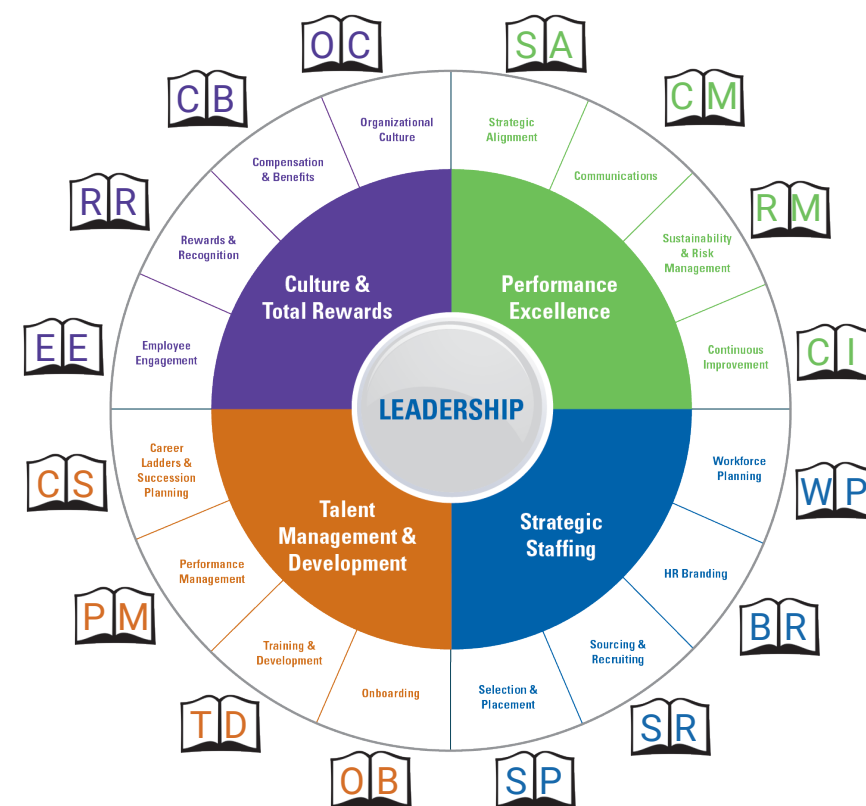 OC
SA
CB
CM
RR
RM
EE
CI
CS
WP
PM
BR
TD
SR
OB
SP
Organizational
Culture
Strategic
Alignment
Compensation
& Benefits
Communications
Rewards &
Recognition
Sustainability
& Risk
Management
Employee
Engagement
Continuous
Improvement
Culture &
Total Rewards
Performance
Excellence
LEADERSHIP
Career
Ladders &
Succession
Planning
Workforce
Planning
Talent
Management &
Development
Strategic
Staffing
Performance
Management
HR Branding
Training &
Development
Sourcing &
Recruiting
Onboarding
Selection &
Placement